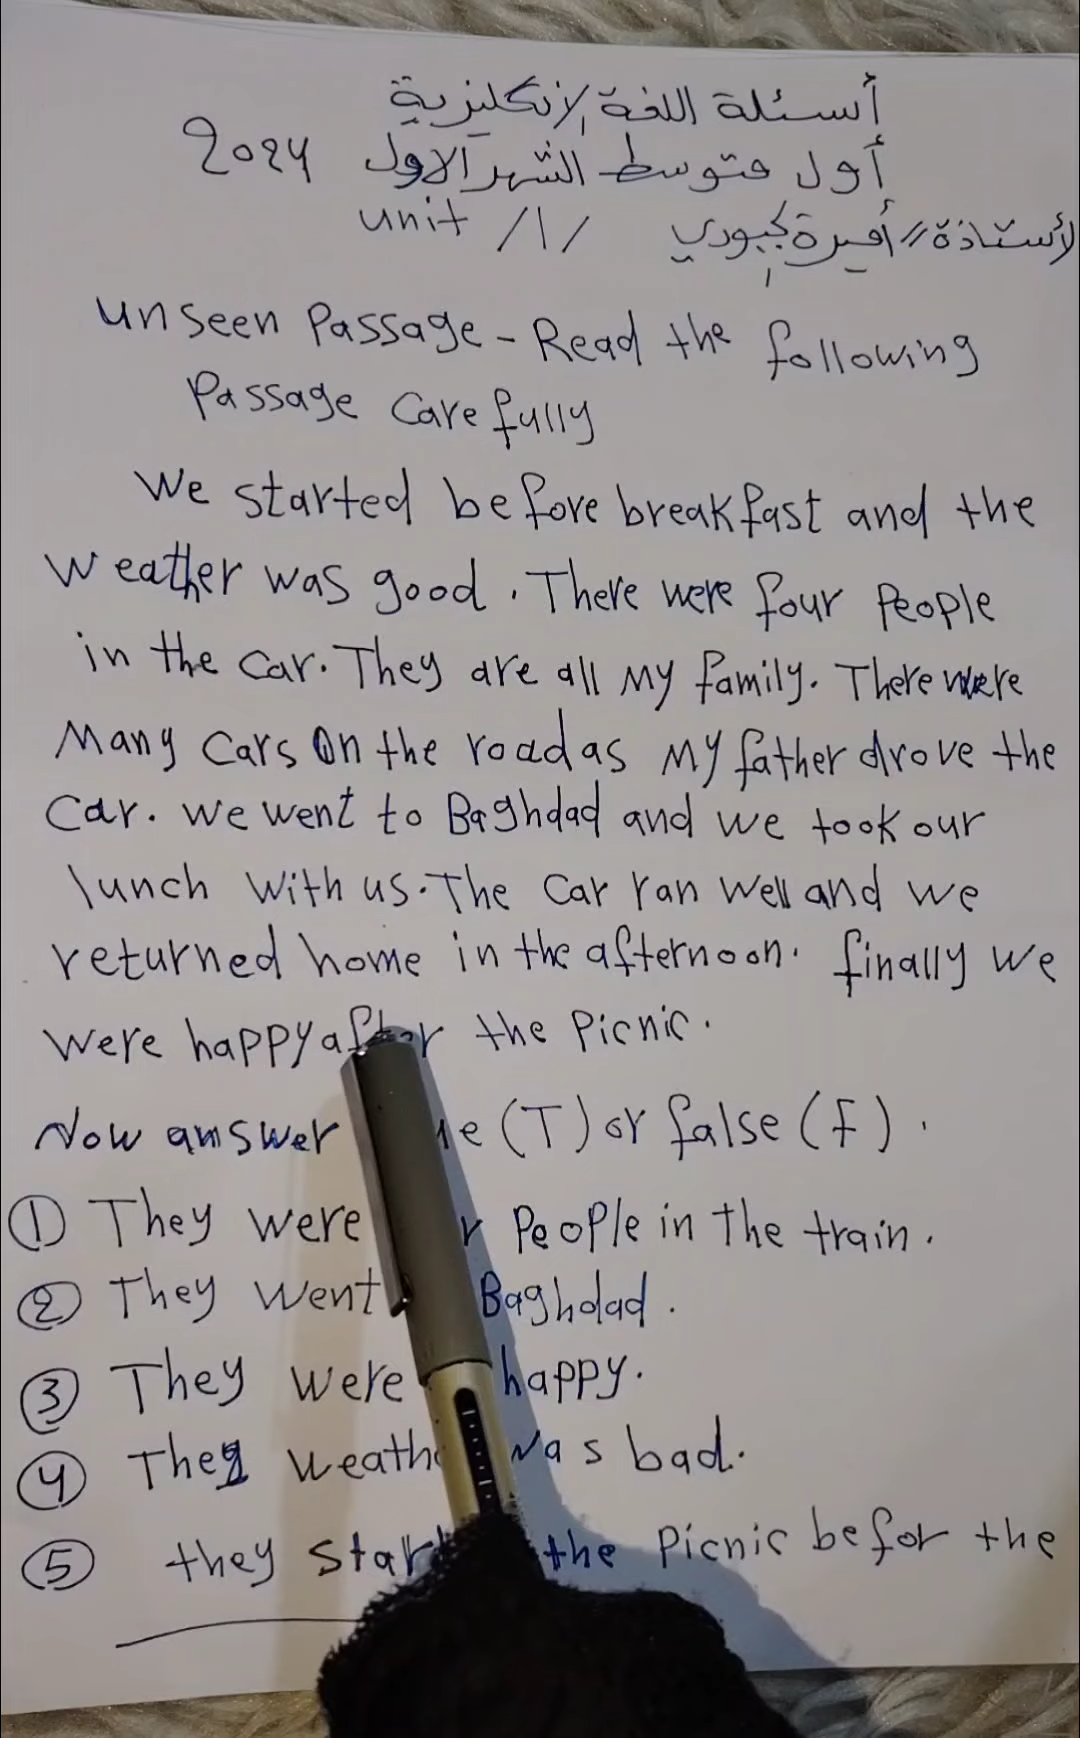 أسئلة اللغة الإنكليزية
أول متوسط الشهر الاول 2024
الأستاذة // أميرة لجبوري unit /1/
unseen Passage - Read the following
Passage Carefully
We started before breakfast and the
weather was good. There were four People
in the car. They are all My family. There were
Many Cars on the road as My father drove the
Car. we went to Baghdad and we took our
lunch with us. The Car ran well and we
returned home in the afternoon. finally we
were happy after the Picnic.
Now answer (T) or false (F).
① They were People in the train.
② They went Baghdad.
③ They were happy.
④ They was bad.
⑤ they the Picnic befor the